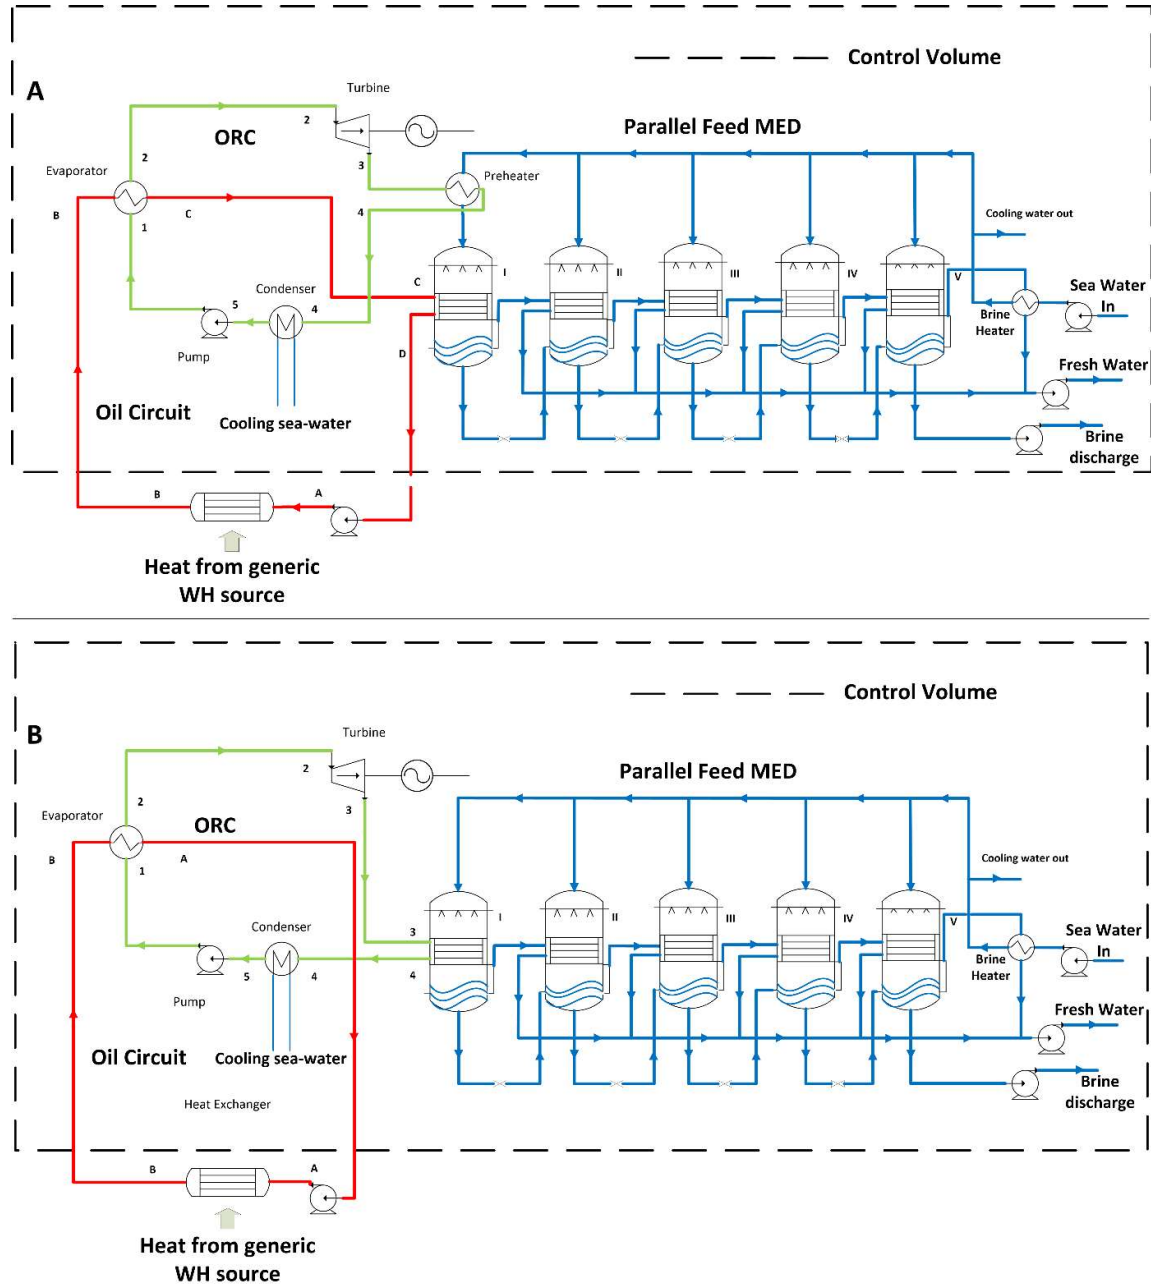 Control Volume
A
Turbine
2
ORC
Parallel Feed MED
2
3
Evaporator
Preheater
B
C
4
1
Cooling water out
C
I
II
III
IV
V
Condenser
Sea Water
In
5
4
Brine
Heater
Pump
D
Fresh Water
Oil Circuit
Cooling sea-water
Brine
discharge
B
A
Heat from generic
WH source
Control Volume
B
Turbine
2
Parallel Feed MED
2
3
Evaporator
ORC
B
A
1
Cooling water out
I
II
III
IV
V
Condenser
3
Sea Water
In
5
4
4
Brine
Heater
Pump
Fresh Water
Oil Circuit
Cooling sea-water
Brine
discharge
Heat Exchanger
B
A
Heat from generic
WH source